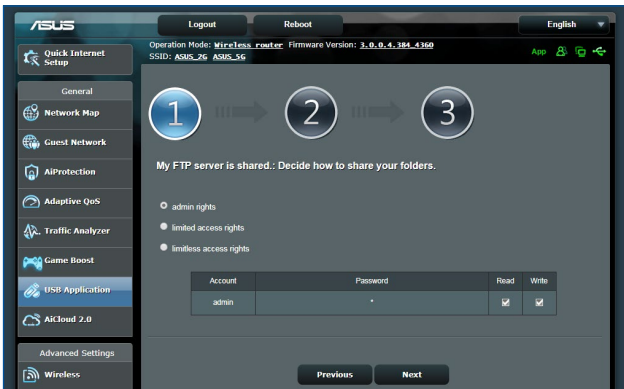 ASUS
Logout
Reboot
English
Operation Mode: Wireless router Firmware Version: 3.0.0.4.384_4360
SSID: ASUS_2G ASUS_5G
App
Quick Internet
Setup
General
Network Map
Guest Network
AiProtection
Adaptive QoS
Traffic Analyzer
Game Boost
USB Application
AiCloud 2.0
Advanced Settings
Wireless
1 2 3
My FTP server is shared.: Decide how to share your folders.
admin rights
limited access rights
limitless access rights
Account Password Read Write
admin *
Previous Next